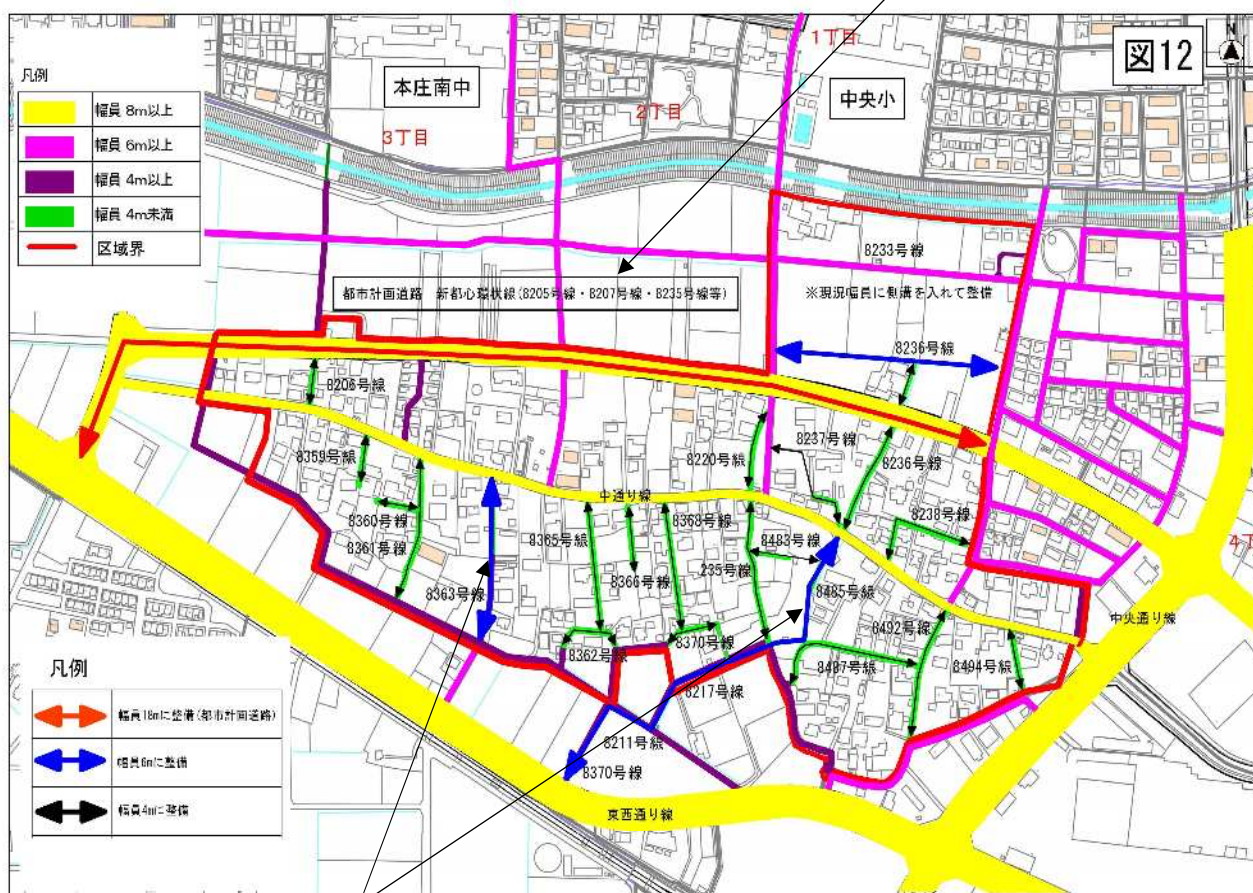 図12
N
1丁目
本庄南中
中央小
2丁目
3丁目
凡例
幅員 8m以上
幅員 6m以上
幅員 4m以上
幅員 4m未満
区域界
8233号線
都市計画道路 新都心環状線(8205号線・8207号線・8235号線等)
※現況幅員に側溝を入れて整備
8236号線
8206号線
8237号線
8359号線
8220号線
8236号線
中通り線
8360号線
8368号線
8238号線
8365号線
8483号線
8361号線
4丁
8366号線
235号線
8363号線
8485号線
中央通り線
8492号線
8362号線
8370号線
8487号線
8494号線
8217号線
8211号線
8370号線
東西通り線
凡例
幅員18mに整備(都市計画道路)
幅員6mに整備
幅員4mに整備